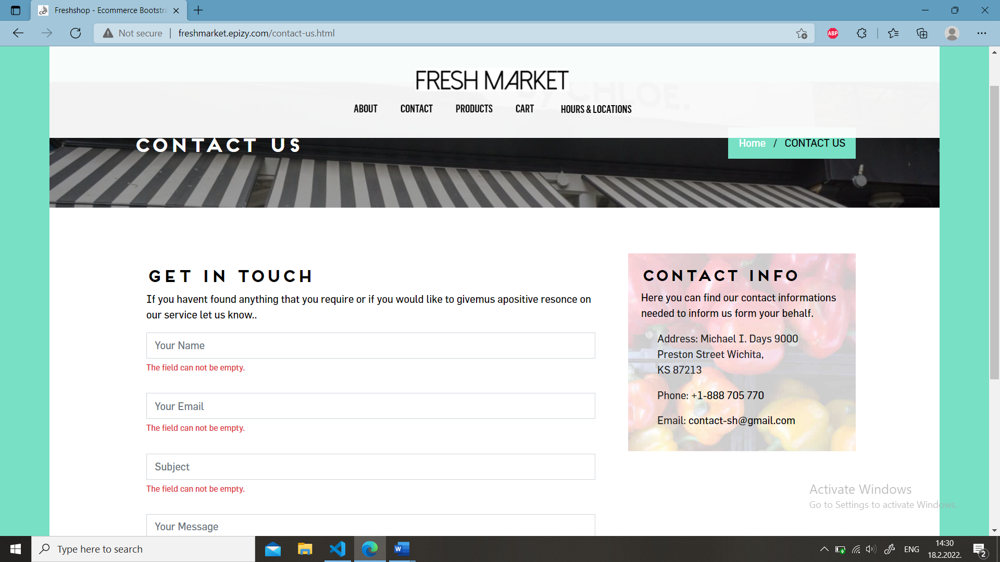 Freshshop - Ecommerce Bootstra
Not secure
freshmarket.epizy.com/contact-us.html
ABP
FRESH MARKET
by CHLOE.
ABOUT CONTACT PRODUCTS CART HOURS & LOCATIONS
CONTACT US
Home / CONTACT US
GET IN TOUCH
If you havent found anything that you require or if you would like to givemus apositive resonce on
our service let us know..
Your Name
The field can not be empty.
Your Email
The field can not be empty.
Subject
The field can not be empty.
Your Message
CONTACT INFO
Here you can find our contact informations
needed to inform us form your behalf.
Address: Michael I. Days 9000
Preston Street Wichita,
KS 87213
Phone: +1-888 705 770
Email: contact-sh@gmail.com
Activate Windows
Go to Settings to activate Windows.
Type here to search
W
ENG
14:30
18.2.2022.
2